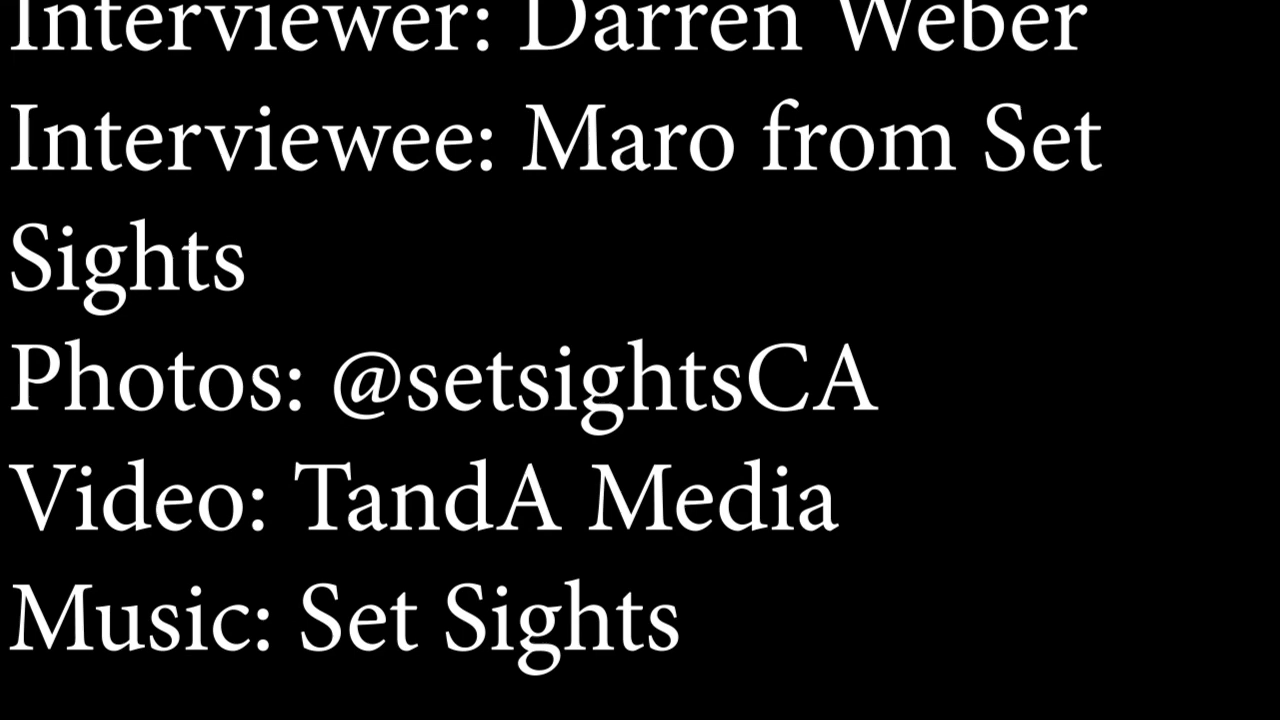 Interviewer: Darren Weber
Interviewee: Maro from Set
Sights
Photos: @setsightsCA
Video: TandA Media
Music: Set Sights